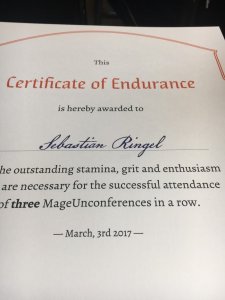 This
Certificate of Endurance
is hereby awarded to
Sebastian Ringel
he outstanding stamina, grit and enthusiasm
are necessary for the successful attendance
of three MageUnconferences in a row.
— March, 3rd 2017 —